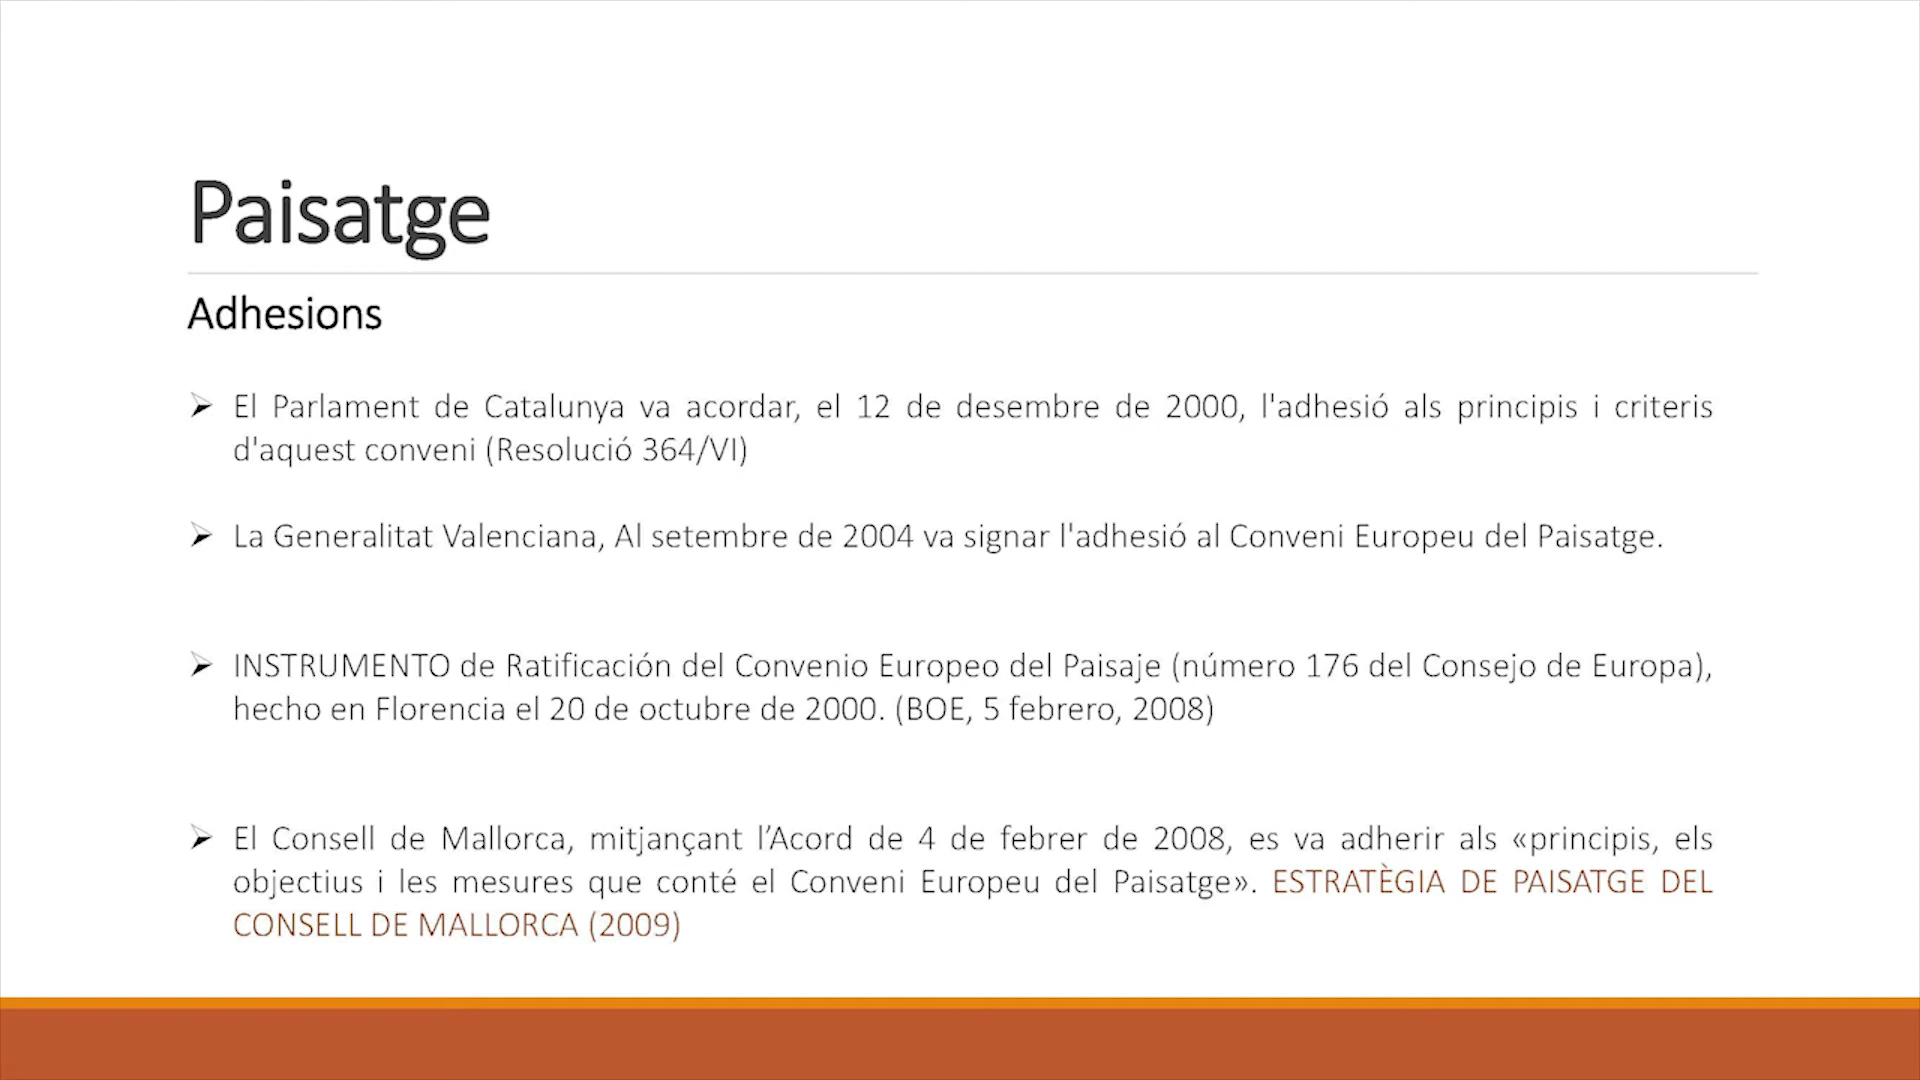 Paisatge
Adhesions
El Parlament de Catalunya va acordar, el 12 de desembre de 2000, l'adhesió als principis i criteris
d'aquest conveni (Resolució 364/VI)
La Generalitat Valenciana, Al setembre de 2004 va signar l'adhesió al Conveni Europeu del Paisatge.
INSTRUMENTO de Ratificación del Convenio Europeo del Paisaje (número 176 del Consejo de Europa),
hecho en Florencia el 20 de octubre de 2000. (BOE, 5 febrero, 2008)
El Consell de Mallorca, mitjançant l’Acord de 4 de febrer de 2008, es va adherir als «principis, els
objectius i les mesures que conté el Conveni Europeu del Paisatge». ESTRATÈGIA DE PAISATGE DEL
CONSELL DE MALLORCA (2009)